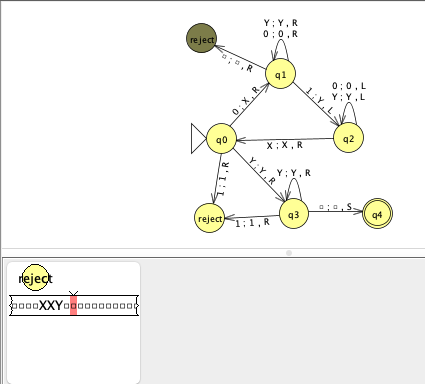 Y;Y,R
0;0,R
reject
□;□,R
q1
0;X,R
1;Y,L
0;0,L
Y;Y,L
q0
X;X,R
q2
1;1,R
Y;Y,R
Y;Y,R
reject
1;1,R
q3
□;□,S
q4
reject
□□□□XXY□□□□□□□□□□